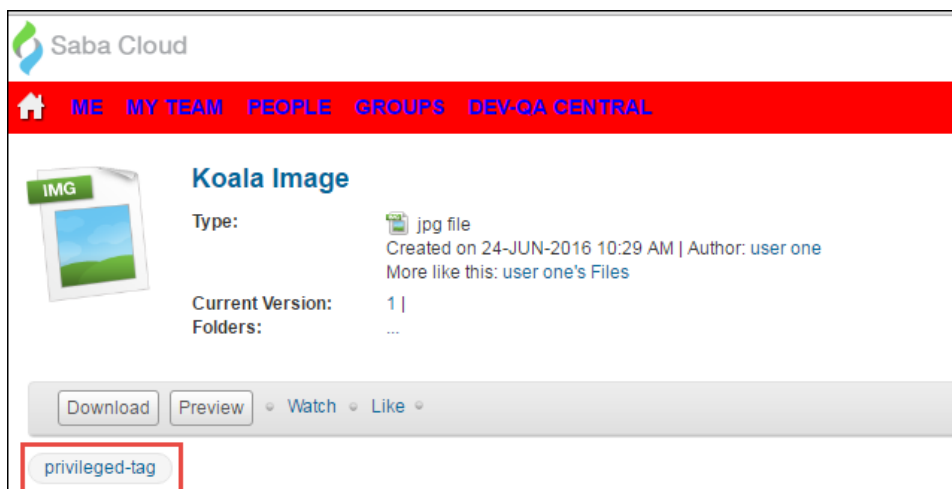 Saba Cloud
ME MY TEAM PEOPLE GROUPS DEV-QA CENTRAL
IMG
Koala Image
Type: jpg file
Created on 24-JUN-2016 10:29 AM | Author: user one
More like this: user one's Files
Current Version: 1 |
Folders: ...
Download Preview Watch Like
privileged-tag